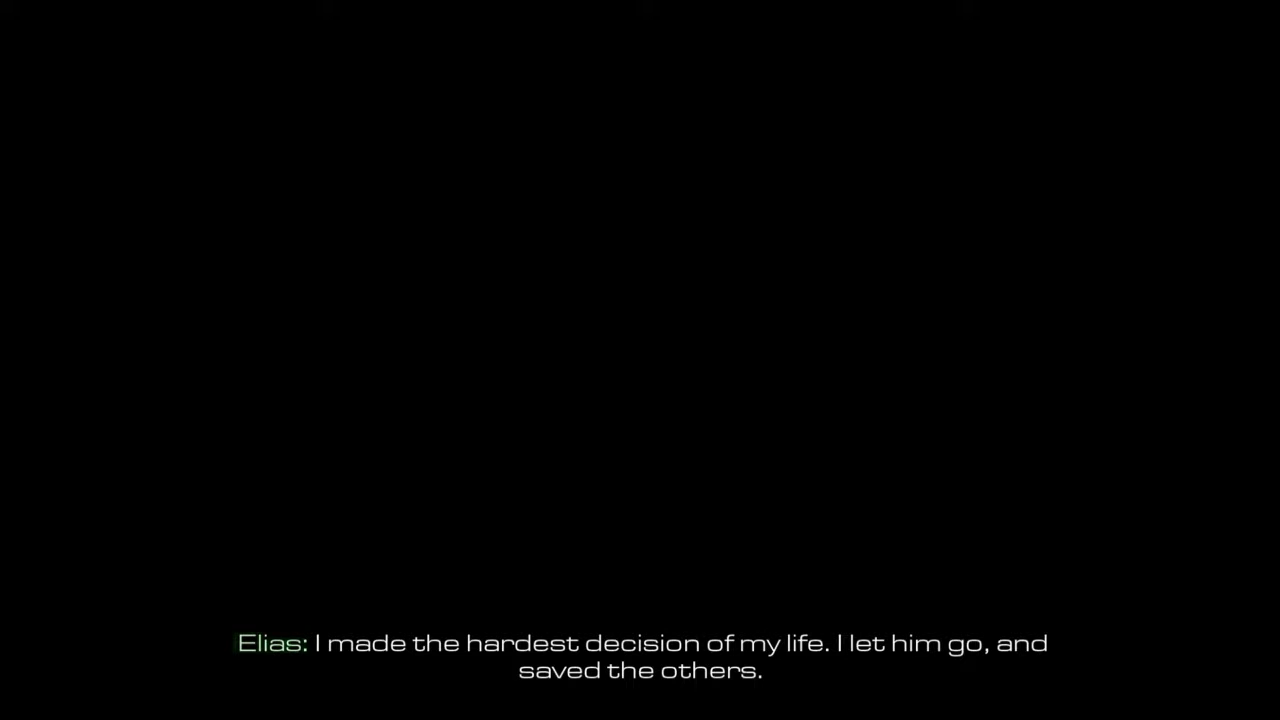 Elias: I made the hardest decision of my life. I let him go, and
saved the others.